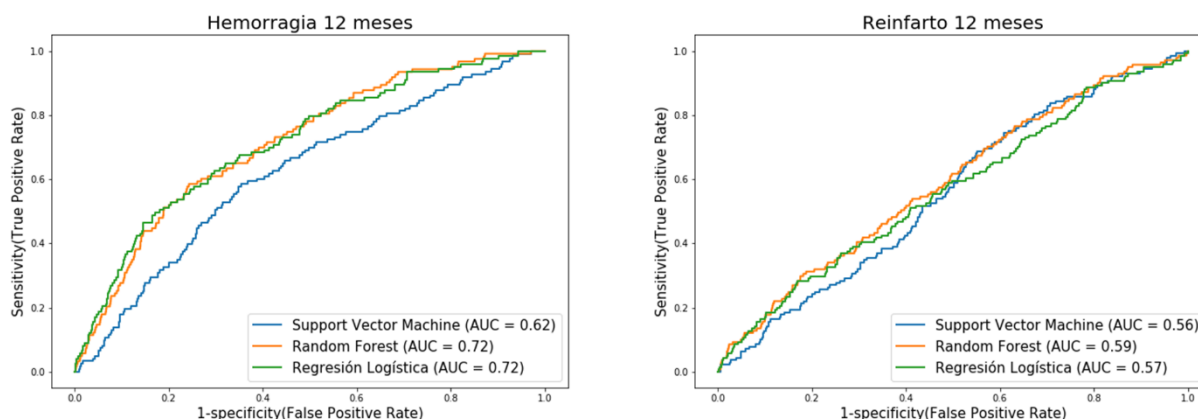 Hemorragia 12 meses
Sensitivity(True Positive Rate)
1.0
0.8
0.6
0.4
0.2
0.0
Support Vector Machine (AUC = 0.62)
Random Forest (AUC = 0.72)
Regresión Logística (AUC = 0.72)
0.0 0.2 0.4 0.6 0.8 1.0
1-specificity(False Positive Rate)
Reinfarto 12 meses
Sensitivity(True Positive Rate)
1.0
0.8
0.6
0.4
0.2
0.0
Support Vector Machine (AUC = 0.56)
Random Forest (AUC = 0.59)
Regresión Logística (AUC = 0.57)
0.0 0.2 0.4 0.6 0.8 1.0
1-specificity(False Positive Rate)